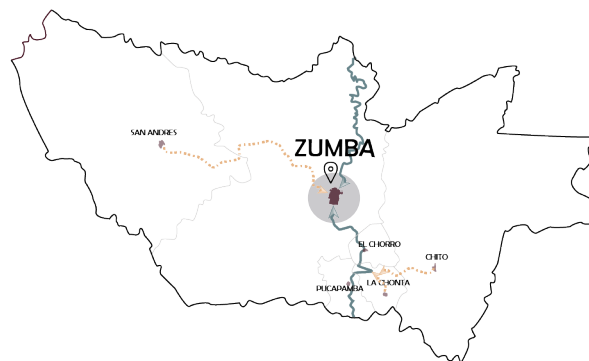 SAN ANDRES
ZUMBA
EL CHORRO
CHITO
PUCAPAMBA
LA CHONTA